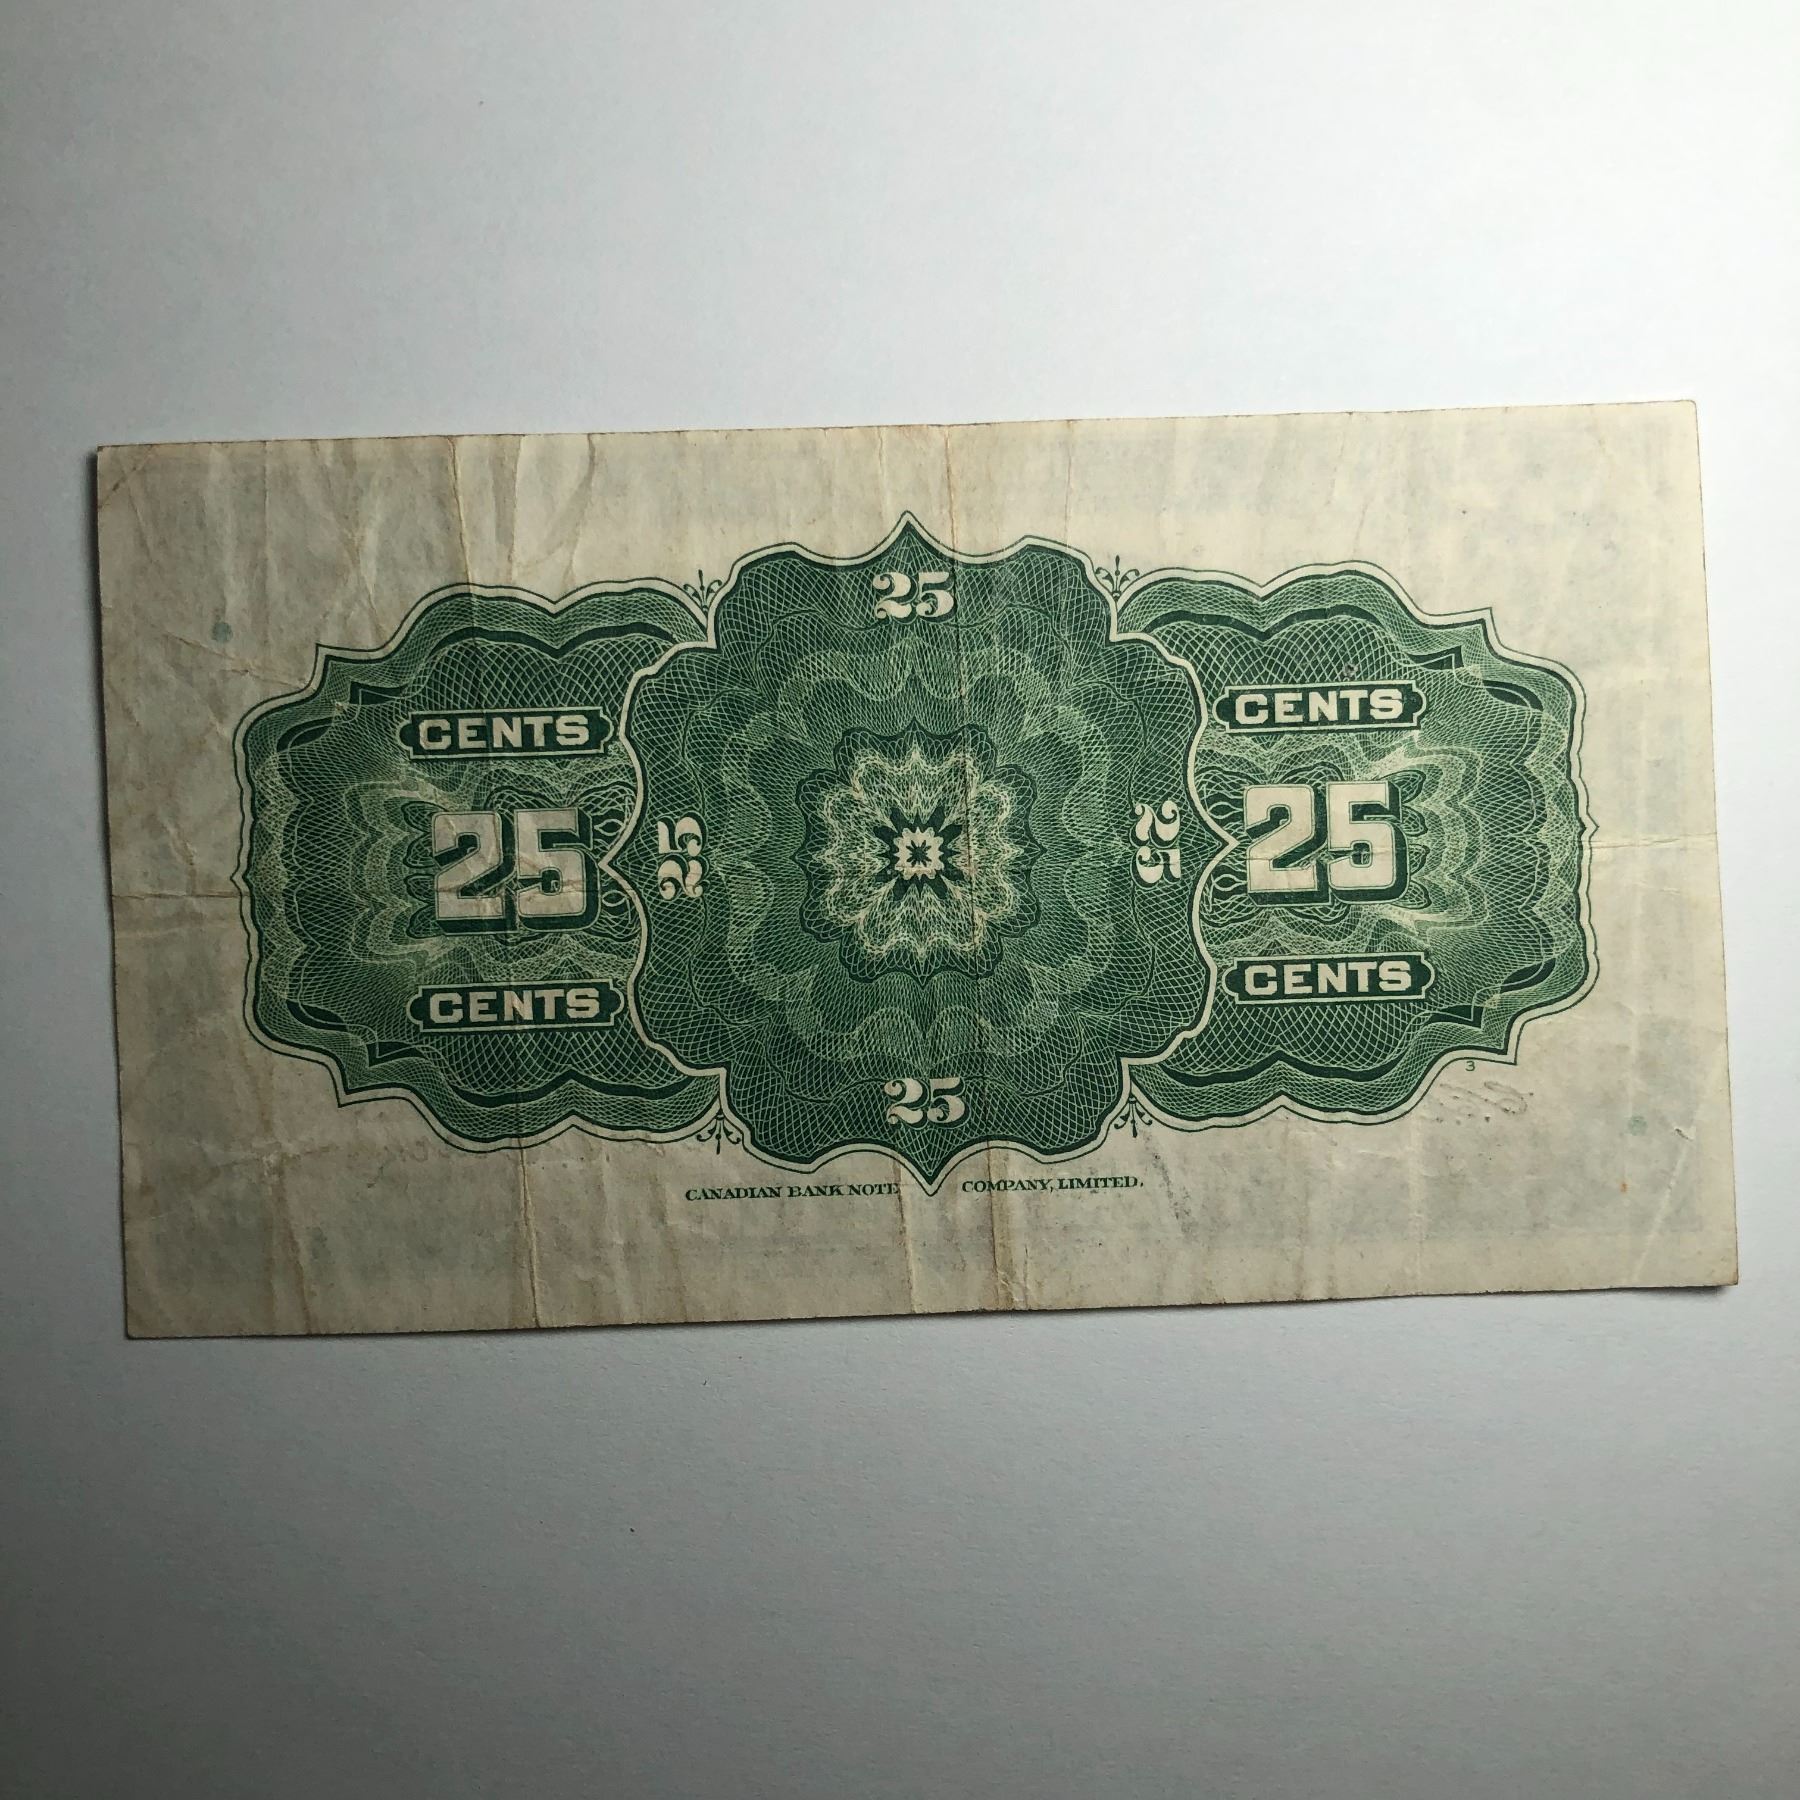 25
CENTS CENTS
25 25 25 25
CENTS CENTS
25
3
CANADIAN BANK NOTE COMPANY, LIMITED.